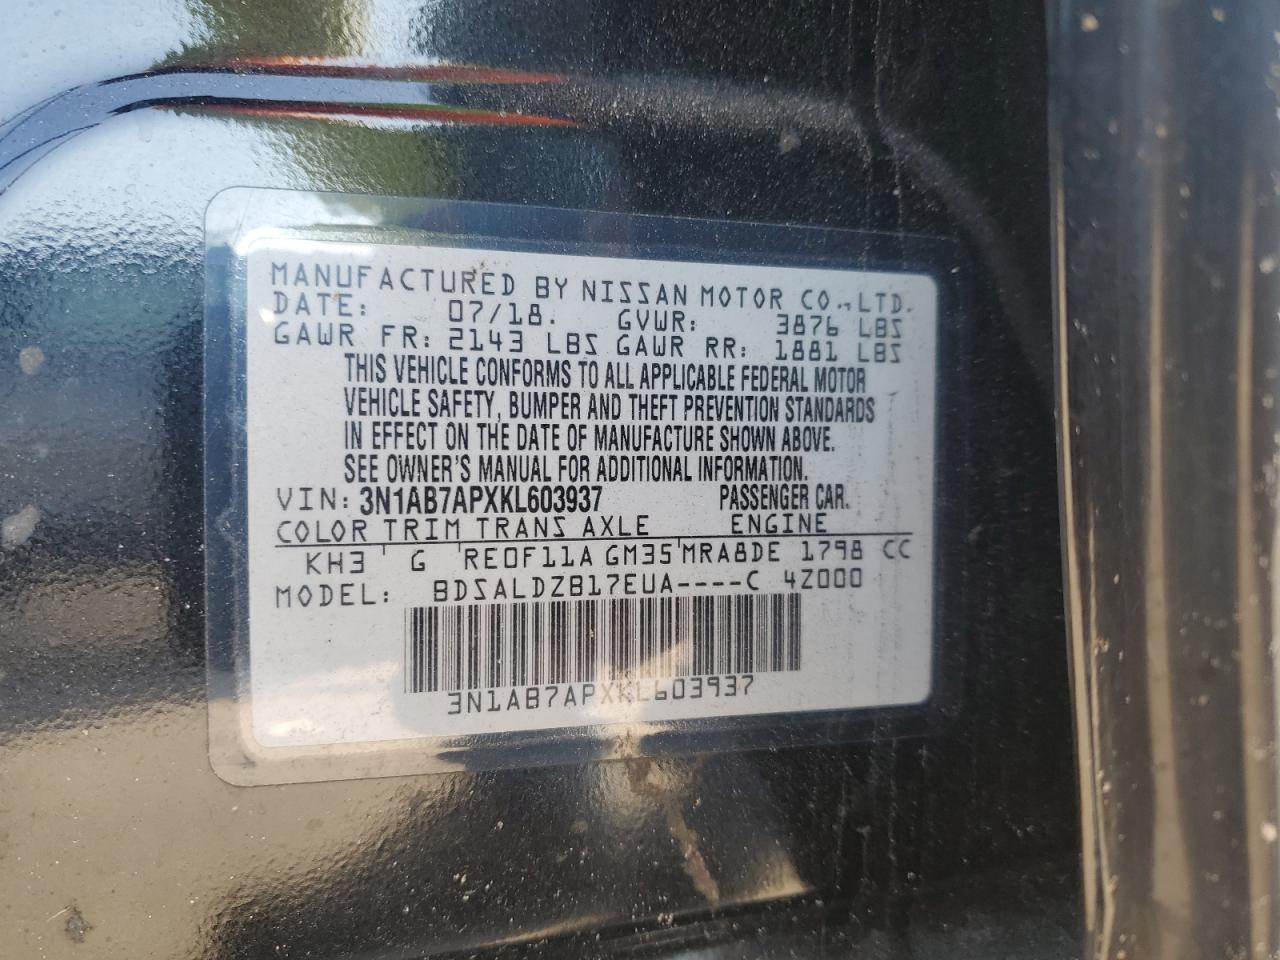 MANUFACTURED BY NISSAN MOTOR CO.,LTD.
DATE: 07/18. GVWR: 3876 LBS
GAWR FR: 2143 LBS GAWR RR: 1881 LBS
THIS VEHICLE CONFORMS TO ALL APPLICABLE FEDERAL MOTOR
VEHICLE SAFETY, BUMPER AND THEFT PREVENTION STANDARDS
IN EFFECT ON THE DATE OF MANUFACTURE SHOWN ABOVE.
SEE OWNER'S MANUAL FOR ADDITIONAL INFORMATION.
VIN: 3N1AB7APXKL603937 PASSENGER CAR.
COLOR TRIM TRANS AXLE ENGINE
KH3 G RE0F11A GM35 MRA8DE 1798 CC
MODEL: BDSALDZB17EUA----C 4Z000
3N1AB7APXKL603937